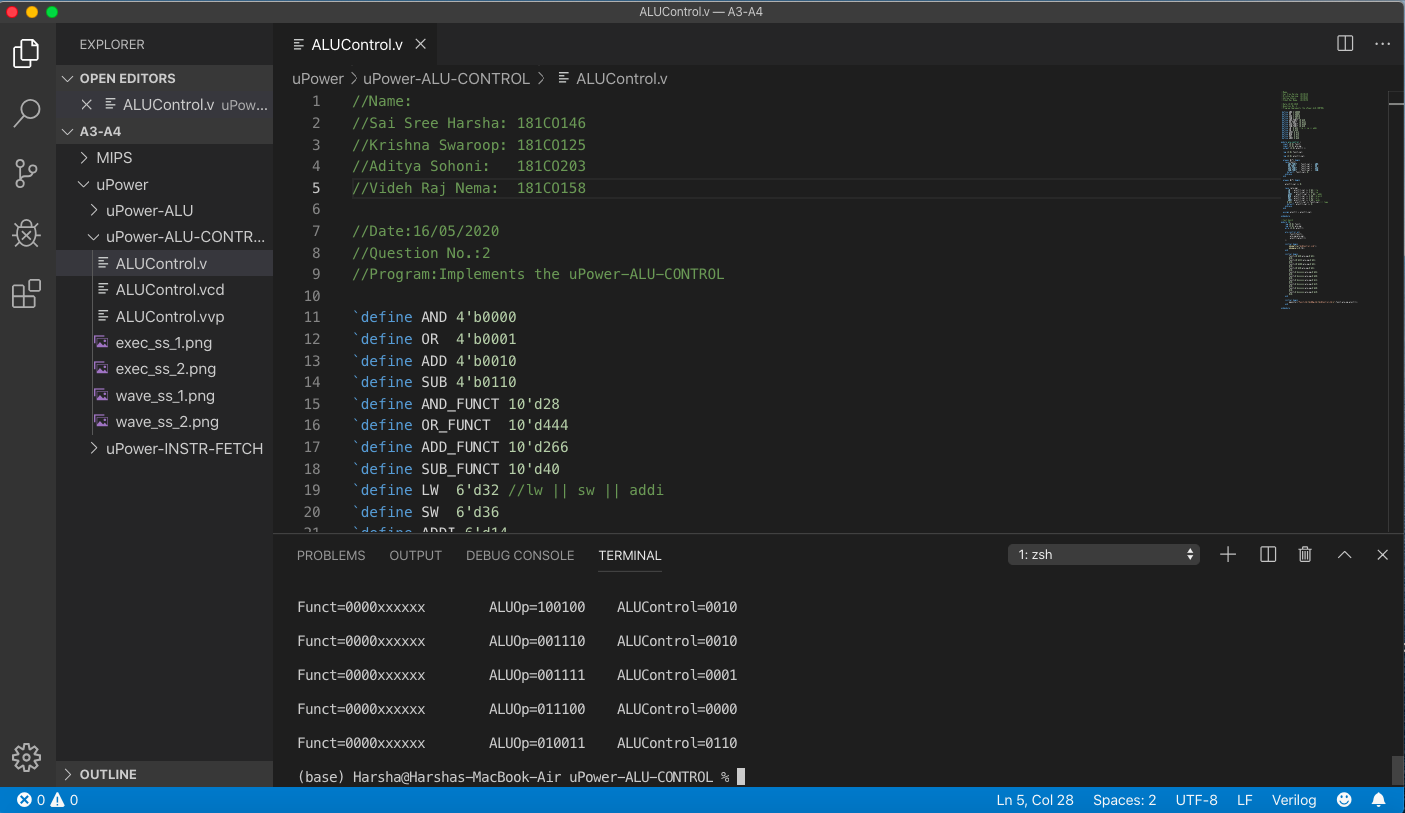 ALUControl.v — A3-A4
EXPLORER
OPEN EDITORS
ALUControl.v uPow...
A3-A4
MIPS
uPower
uPower-ALU
uPower-ALU-CONTR...
ALUControl.v
ALUControl.vcd
ALUControl.vvp
exec_ss_1.png
exec_ss_2.png
wave_ss_1.png
wave_ss_2.png
uPower-INSTR-FETCH
OUTLINE
ALUControl.v
uPower > uPower-ALU-CONTROL > ALUControl.v
1 //Name:
2 //Sai Sree Harsha: 181CO146
3 //Krishna Swaroop: 181CO125
4 //Aditya Sohoni:   181CO203
5 //Videh Raj Nema:  181CO158
6
7 //Date:16/05/2020
8 //Question No.:2
9 //Program:Implements the uPower-ALU-CONTROL
10
11 `define AND 4'b0000
12 `define OR  4'b0001
13 `define ADD 4'b0010
14 `define SUB 4'b0110
15 `define AND_FUNCT 10'd28
16 `define OR_FUNCT  10'd444
17 `define ADD_FUNCT 10'd266
18 `define SUB_FUNCT 10'd40
19 `define LW  6'd32 //lw || sw || addi
20 `define SW  6'd36
21 `define ADDI 6'd14
PROBLEMS OUTPUT DEBUG CONSOLE TERMINAL 1: zsh
Funct=0000xxxxxx        ALUOp=100100    ALUControl=0010
Funct=0000xxxxxx        ALUOp=001110    ALUControl=0010
Funct=0000xxxxxx        ALUOp=001111    ALUControl=0001
Funct=0000xxxxxx        ALUOp=011100    ALUControl=0000
Funct=0000xxxxxx        ALUOp=010011    ALUControl=0110
(base) Harsha@Harshas-MacBook-Air uPower-ALU-CONTROL %
0 0 Ln 5, Col 28 Spaces: 2 UTF-8 LF Verilog